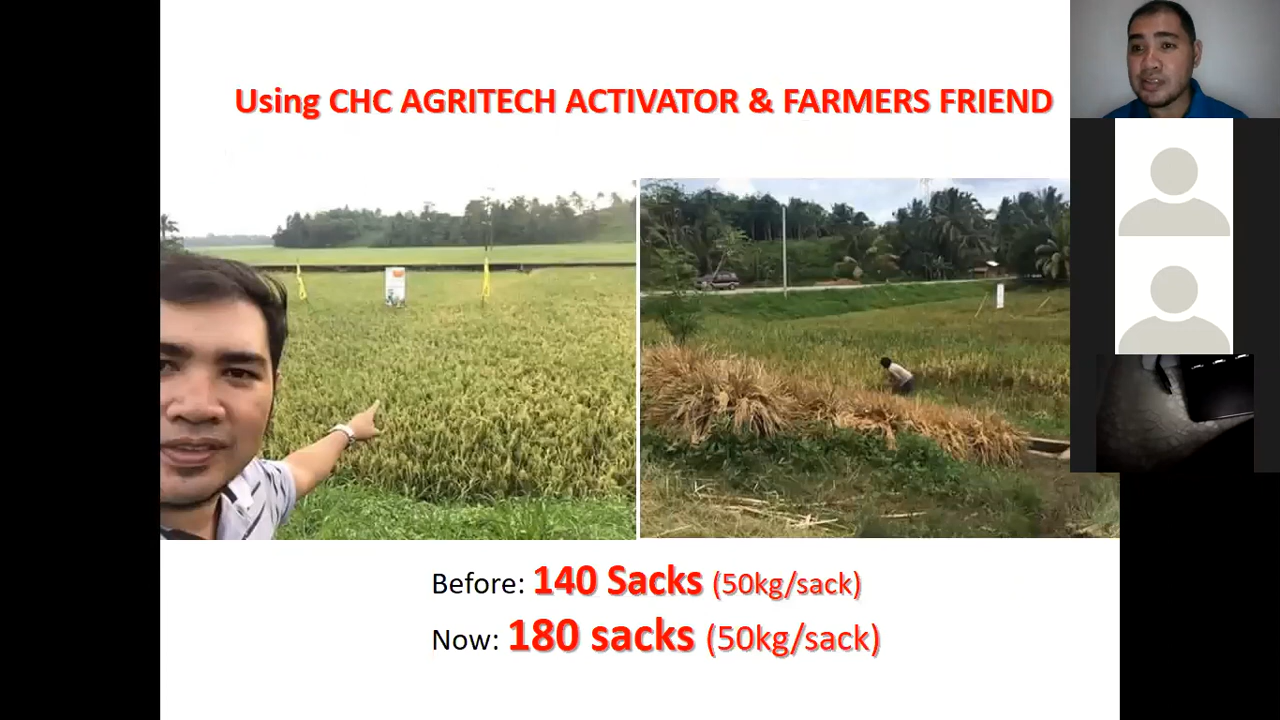 Using CHC AGRITECH ACTIVATOR & FARMERS FRIEND
Before: 140 Sacks (50kg/sack)
Now: 180 sacks (50kg/sack)